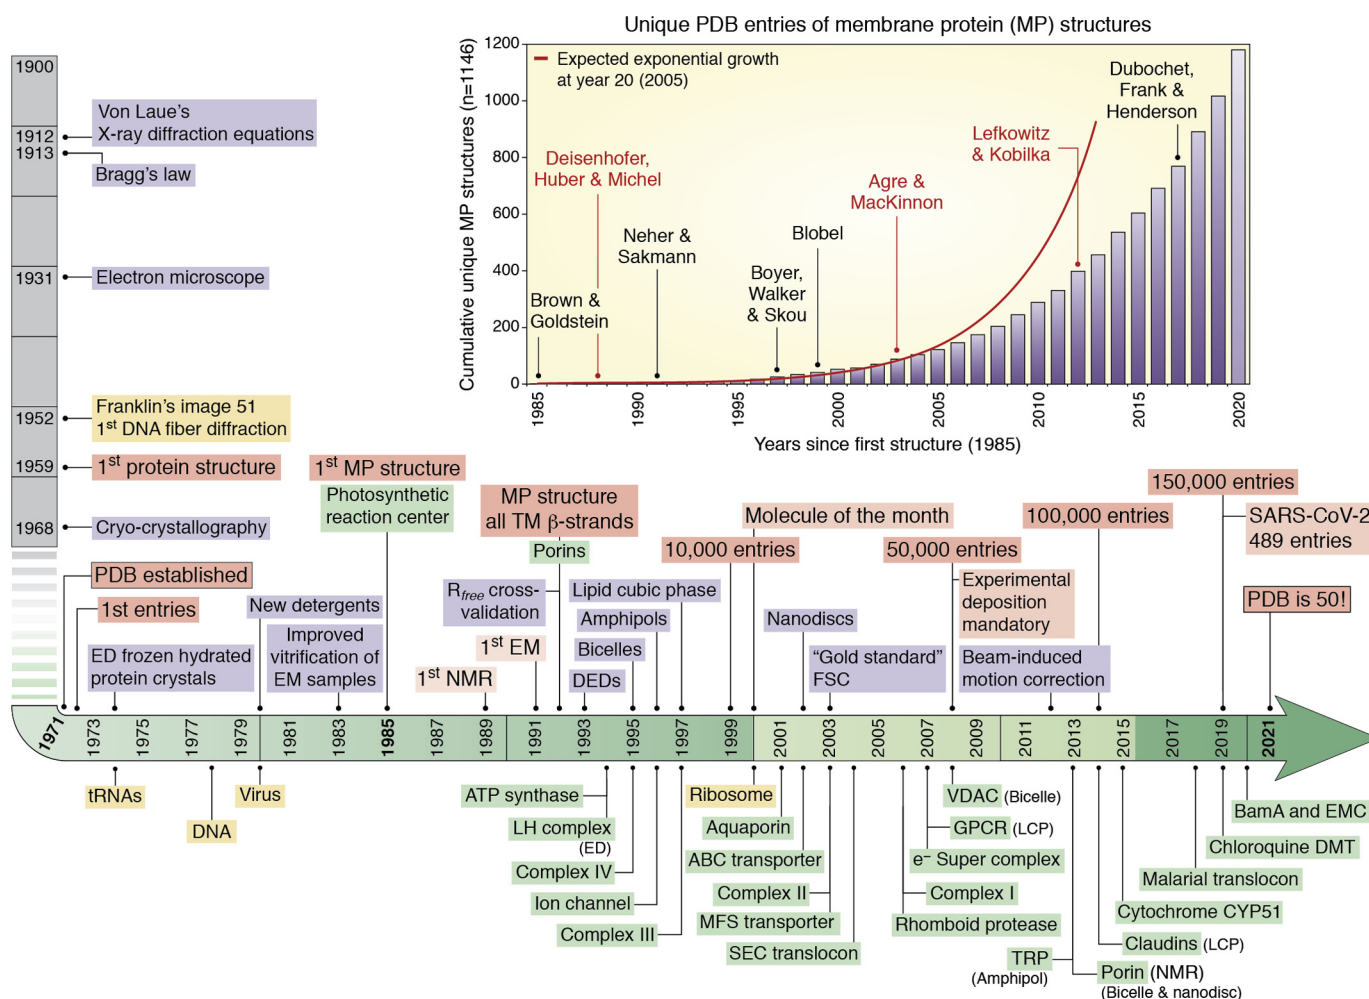 Unique PDB entries of membrane protein (MP) structures
Cumulative unique MP structures (n=1146)
1200
1000
800
600
400
200
0
Expected exponential growth
at year 20 (2005)
Brown &
Goldstein
Deisenhofer,
Huber & Michel
Neher &
Sakmann
Boyer,
Walker
& Skou
Blobel
Agre &
MacKinnon
Lefkowitz
& Kobilka
Dubochet,
Frank &
Henderson
1985
1990
1995
2000
2005
2010
2015
2020
Years since first structure (1985)
1900
1912
1913
1931
1952
1959
1968
Von Laue’s
X-ray diffraction equations
Bragg’s law
Electron microscope
Franklin’s image 51
1st DNA fiber diffraction
1st protein structure
Cryo-crystallography
PDB established
1st entries
ED frozen hydrated
protein crystals
New detergents
Improved
vitrification of
EM samples
1st MP structure
Photosynthetic
reaction center
1st NMR
1st EM
Rfree cross-
validation
MP structure
all TM β-strands
Porins
Lipid cubic phase
Amphipols
Bicelles
DEDs
10,000 entries
Molecule of the month
Nanodiscs
“Gold standard”
FSC
50,000 entries
Experimental
deposition
mandatory
Beam-induced
motion correction
100,000 entries
150,000 entries
SARS-CoV-2
489 entries
PDB is 50!
1971
1973
1975
1977
1979
1981
1983
1985
1987
1989
1991
1993
1995
1997
1999
2001
2003
2005
2007
2009
2011
2013
2015
2017
2019
2021
tRNAs
DNA
Virus
ATP synthase
LH complex
(ED)
Complex IV
Ion channel
Complex III
Ribosome
Aquaporin
ABC transporter
Complex II
MFS transporter
SEC translocon
VDAC (Bicelle)
GPCR (LCP)
e– Super complex
Complex I
Rhomboid protease
TRP
(Amphipol)
Porin (NMR)
(Bicelle & nanodisc)
Claudins (LCP)
Cytochrome CYP51
Malarial translocon
Chloroquine DMT
BamA and EMC